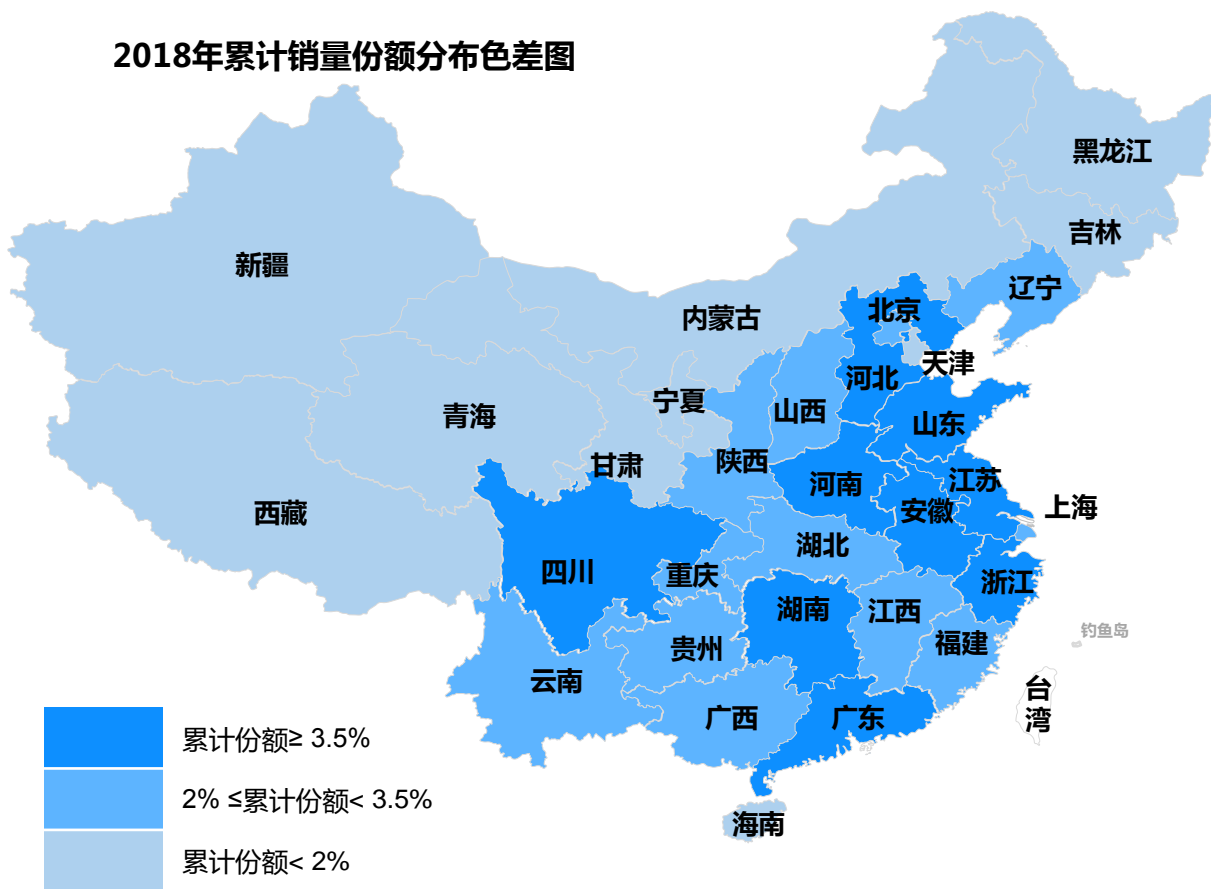 2018年累计销量份额分布色差图
黑龙江
吉林
辽宁
新疆
内蒙古
北京
天津
河北
宁夏
山西
青海
山东
甘肃
陕西
河南
江苏
西藏
安徽
上海
湖北
四川
重庆
浙江
湖南
江西
钓鱼岛
福建
贵州
云南
台
湾
广西
广东
海南
累计份额≥ 3.5%
2% ≤累计份额< 3.5%
累计份额< 2%